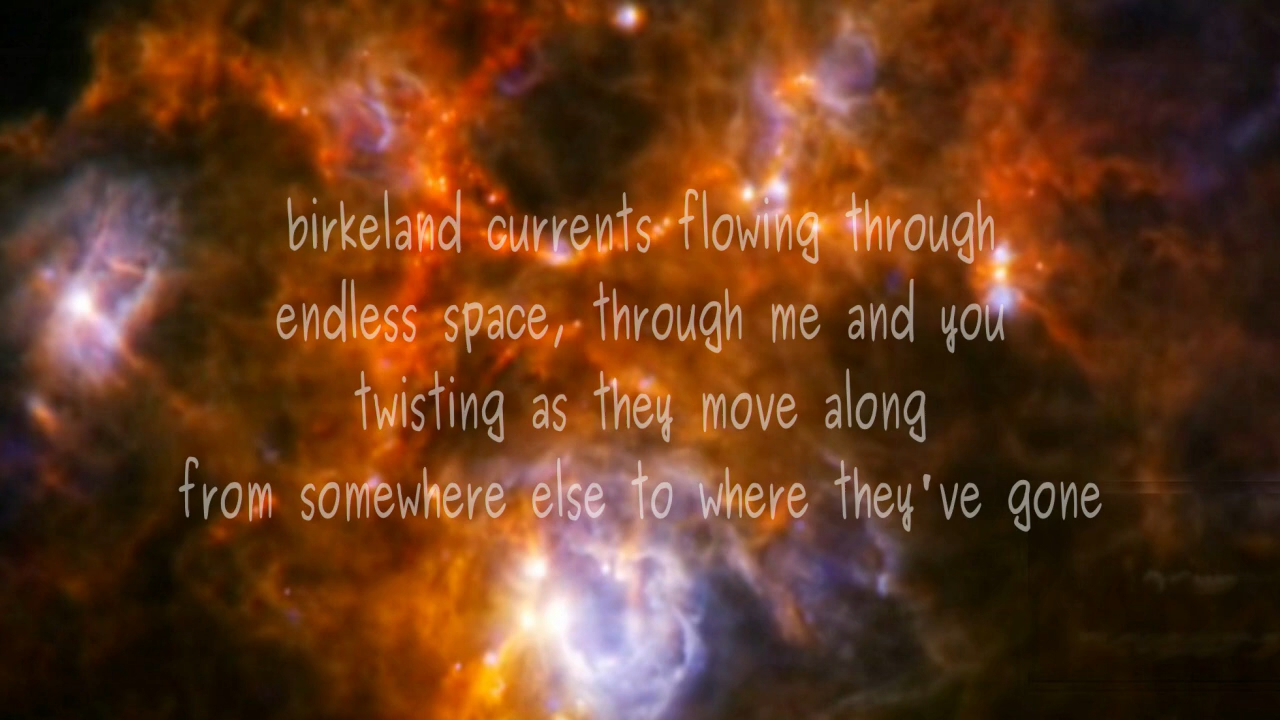 birkeland currents flowing through
endless space, through me and you
twisting as they move along
from somewhere else to where they've gone